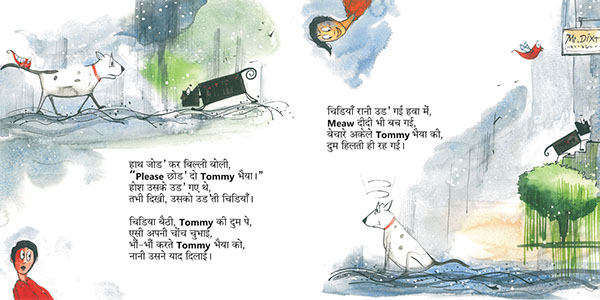 हाथ जोड़' कर बिल्ली बोली,
“Please छोड़' दो Tommy भैया।”
होश उसके उड़' गए थे,
तभी दिखी, उसको उड़'ती चिडियाँ।
चिडिया बैठी, Tommy की दुम पे,
एसी अपनी चोंच चुभाई,
भौं-भौं करते Tommy भैया को,
नानी उसने याद दिलाई।
चिडियाँ रानी उड़' गई हवा में,
Meaw दीदी भी बच गई,
बेचारे अकेले Tommy भैया की,
दुम हिलती ही रह गई।
Mr. Dixt